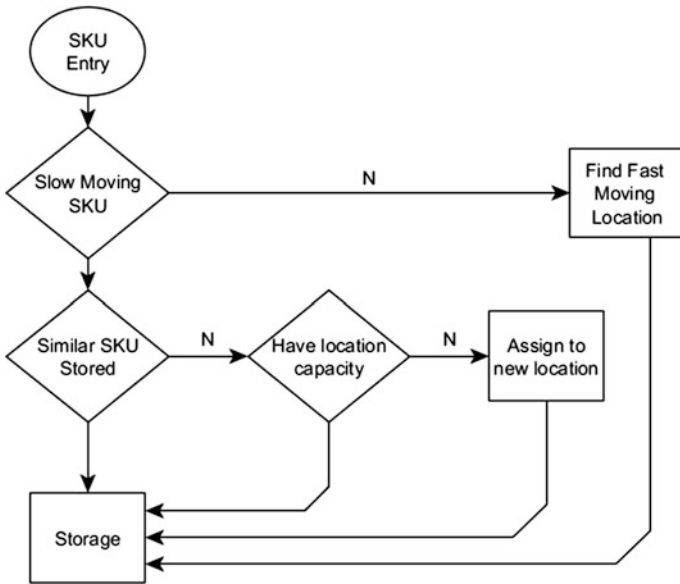 SKU
Entry
Slow Moving
SKU
N
Find Fast
Moving
Location
Similar SKU
Stored
N
Have location
capacity
N
Assign to
new location
Storage